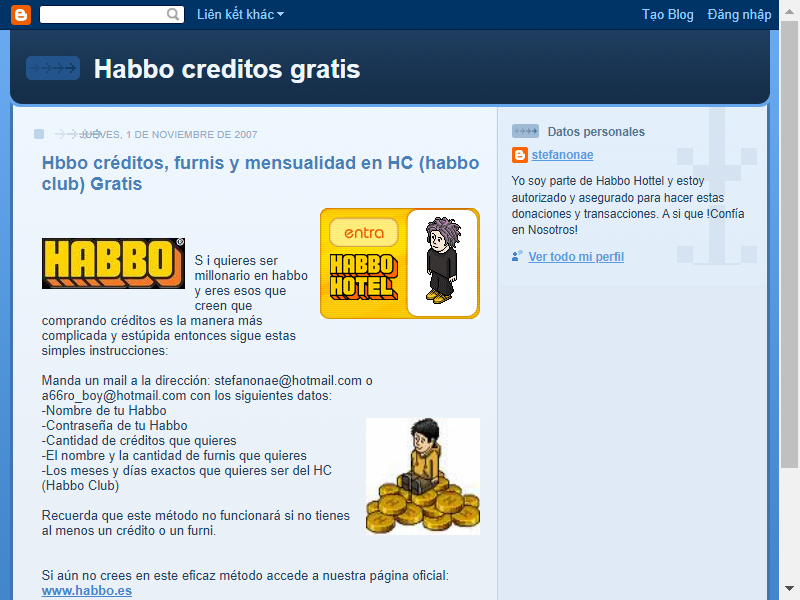 Liên kết khác
Tạo Blog Đăng nhập
Habbo creditos gratis
JUEVES, 1 DE NOVIEMBRE DE 2007
Hbbo créditos, furnis y mensualidad en HC (habbo
club) Gratis
entra
HABBO
HOTEL
HABBO®
S i quieres ser
millonario en habbo
y eres esos que
creen que
comprando créditos es la manera más
complicada y estúpida entonces sigue estas
simples instrucciones:
Manda un mail a la dirección: stefanonae@hotmail.com o
a66ro_boy@hotmail.com con los siguientes datos:
-Nombre de tu Habbo
-Contraseña de tu Habbo
-Cantidad de créditos que quieres
-El nombre y la cantidad de furnis que quieres
-Los meses y días exactos que quieres ser del HC
(Habbo Club)
Recuerda que este método no funcionará si no tienes
al menos un crédito o un furni.
Si aún no crees en este eficaz método accede a nuestra página oficial:
www.habbo.es
Datos personales
stefanonae
Yo soy parte de Habbo Hottel y estoy
autorizado y asegurado para hacer estas
donaciones y transacciones. A si que !Confía
en Nosotros!
Ver todo mi perfil